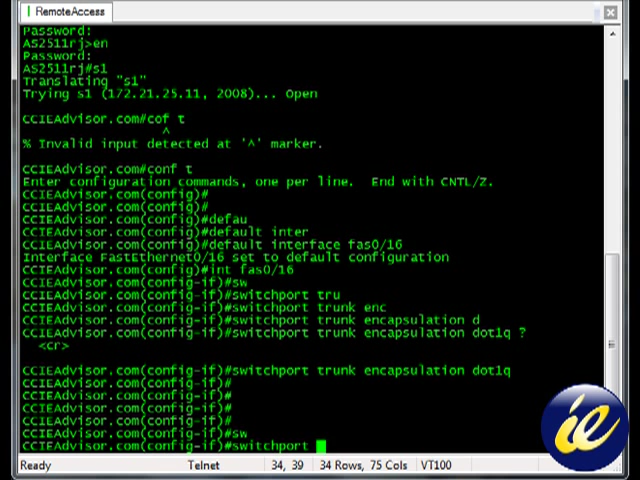 RemoteAccess
Password:
AS2511rj>en
Password:
AS2511rj#s1
Translating "s1"
Trying s1 (172.21.25.11, 2008)... Open
CCIEAdvisor.com#cof t
^
% Invalid input detected at '^' marker.
CCIEAdvisor.com#conf t
Enter configuration commands, one per line.  End with CNTL/Z.
CCIEAdvisor.com(config)#
CCIEAdvisor.com(config)#
CCIEAdvisor.com(config)#defau
CCIEAdvisor.com(config)#default inter
CCIEAdvisor.com(config)#default interface fas0/16
Interface FastEthernet0/16 set to default configuration
CCIEAdvisor.com(config)#int fas0/16
CCIEAdvisor.com(config-if)#sw
CCIEAdvisor.com(config-if)#switchport tru
CCIEAdvisor.com(config-if)#switchport trunk enc
CCIEAdvisor.com(config-if)#switchport trunk encapsulation d
CCIEAdvisor.com(config-if)#switchport trunk encapsulation dot1q ?
<cr>
CCIEAdvisor.com(config-if)#switchport trunk encapsulation dot1q
CCIEAdvisor.com(config-if)#
CCIEAdvisor.com(config-if)#
CCIEAdvisor.com(config-if)#
CCIEAdvisor.com(config-if)#
CCIEAdvisor.com(config-if)#sw
CCIEAdvisor.com(config-if)#switchport
Ready Telnet 34, 39 34 Rows, 75 Cols VT100
ie